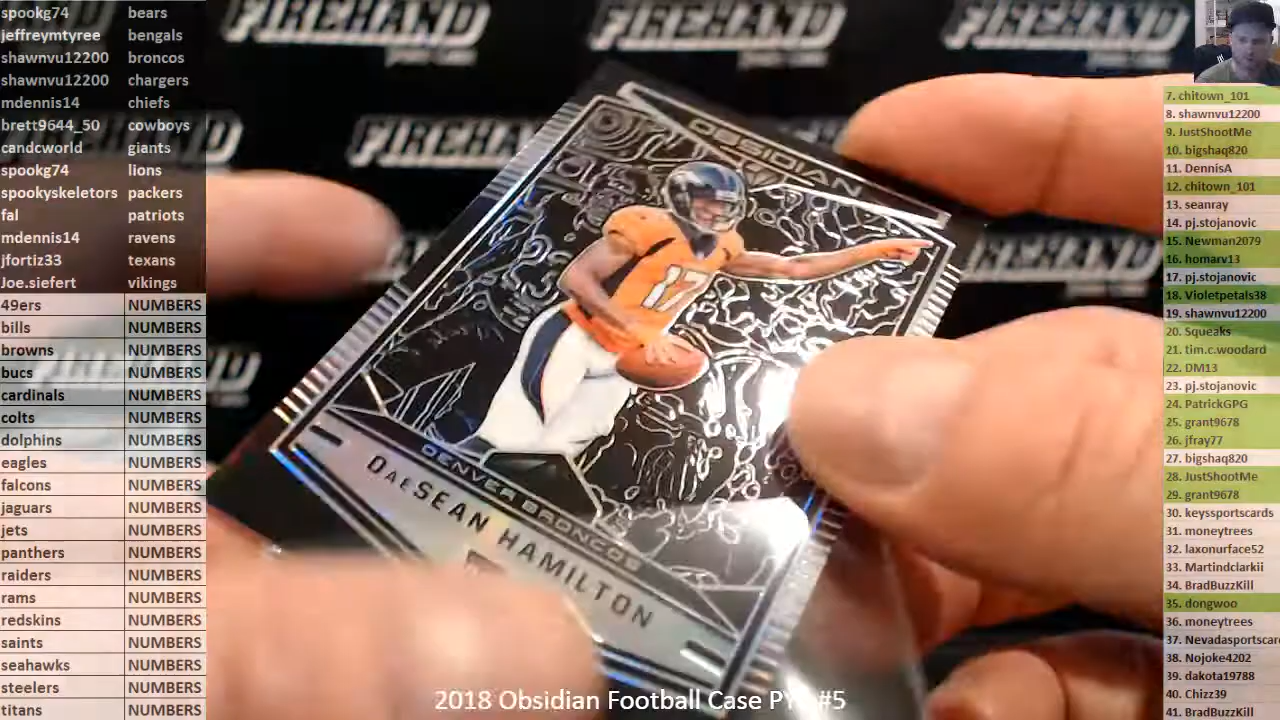 spookg74 bears
jeffreymtyree bengals
shawnvu12200 broncos
shawnvu12200 chargers
mdennis14 chiefs
brett9644_50 cowboys
candcworld giants
spookg74 lions
spookyskeletors packers
fal patriots
mdennis14 ravens
jfortiz33 texans
Joe.siefert vikings
49ers NUMBERS
bills NUMBERS
browns NUMBERS
bucs NUMBERS
cardinals NUMBERS
colts NUMBERS
dolphins NUMBERS
eagles NUMBERS
falcons NUMBERS
jaguars NUMBERS
jets NUMBERS
panthers NUMBERS
raiders NUMBERS
rams NUMBERS
redskins NUMBERS
saints NUMBERS
seahawks NUMBERS
steelers NUMBERS
titans NUMBERS
FIREHAND
FIREHAND
FIREHAND
FIREHAND
OBSIDIAN
17
DENVER BRONCOS
DaeSEAN HAMILTON
2018 Obsidian Football Case PY #5
7. chitown_101
8. shawnvu12200
9. JustShootMe
10. bigshaq820
11. DennisA
12. chitown_101
13. seanray
14. pj.stojanovic
15. Newman2079
16. homarv13
17. pj.stojanovic
18. Violetpetals38
19. shawnvu12200
20. Squeaks
21. tim.c.woodard
22. DM13
23. pj.stojanovic
24. PatrickGPG
25. grant9678
26. jfray77
27. bigshaq820
28. JustShootMe
29. grant9678
30. keyssportscards
31. moneytrees
32. laxonurface52
33. Martindclarkii
34. BradBuzzKill
35. dongwoo
36. moneytrees
37. Nevadasportscar
38. Nojoke4202
39. dakota19788
40. Chizz39
41. BradBuzzKill